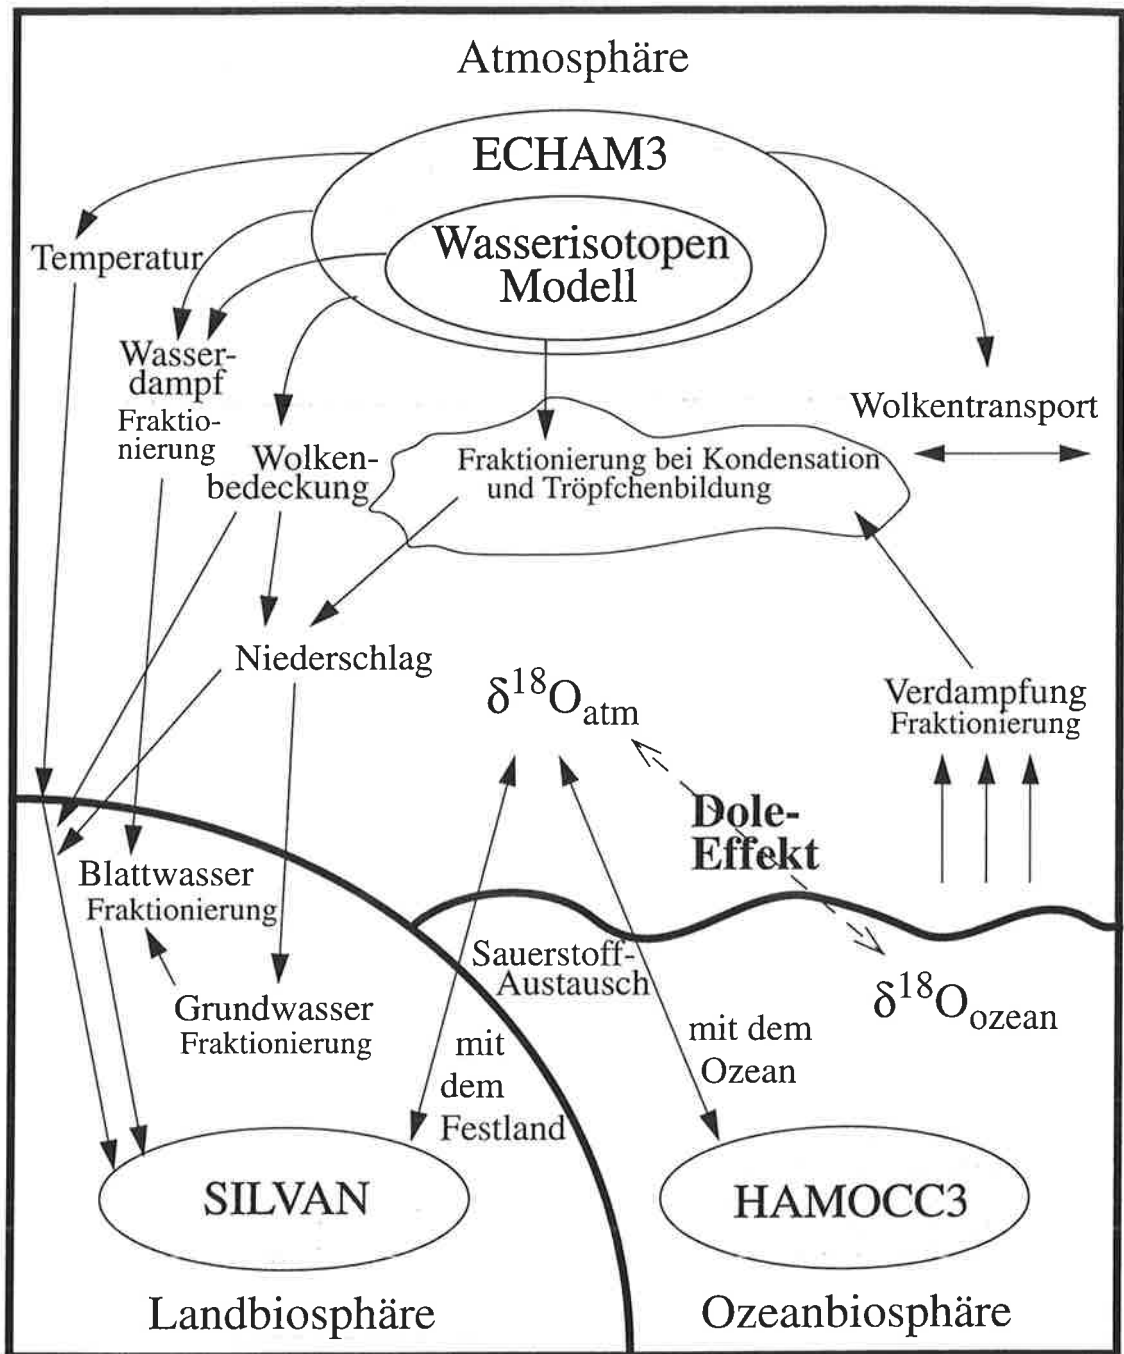 Atmosphäre
ECHAM3
Wasserisotopen
Modell
Temperatur
Wasser-
dampf
Fraktio-
nierung
Wolken-
bedeckung
Fraktionierung bei Kondensation
und Tröpfchenbildung
Wolkentransport
Niederschlag
δ¹⁸O_atm
Verdampfung
Fraktionierung
Dole-
Effekt
Blattwasser
Fraktionierung
Grundwasser
Fraktionierung
Sauerstoff-
Austausch
mit
dem
Festland
mit dem
Ozean
δ¹⁸O_ozean
SILVAN
HAMOCC3
Landbiosphäre
Ozeanbiosphäre